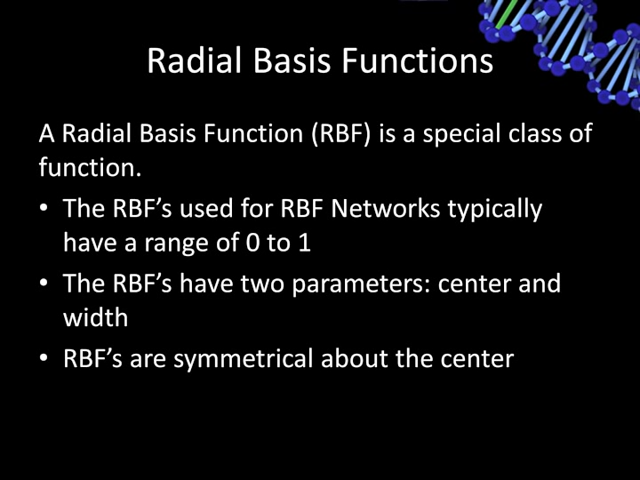 Radial Basis Functions
A Radial Basis Function (RBF) is a special class of
function.
• The RBF’s used for RBF Networks typically
have a range of 0 to 1
• The RBF’s have two parameters: center and
width
• RBF’s are symmetrical about the center